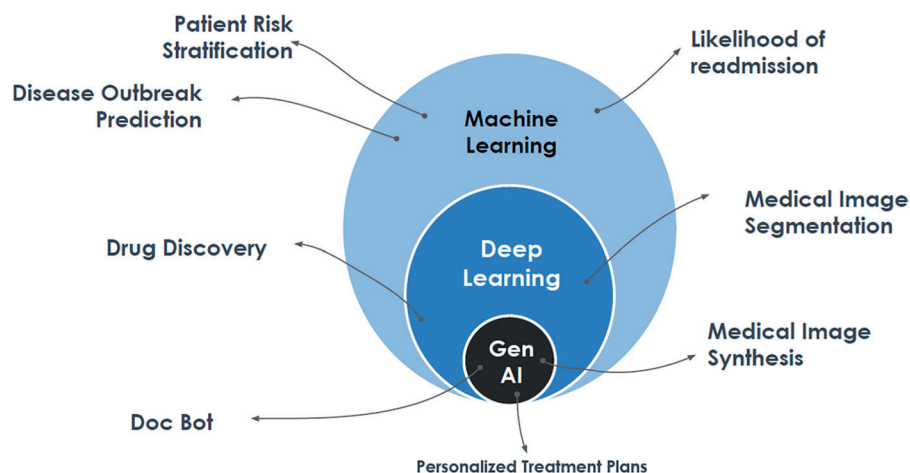 Patient Risk
Stratification
Likelihood of
readmission
Disease Outbreak
Prediction
Machine
Learning
Medical Image
Segmentation
Drug Discovery
Deep
Learning
Gen
AI
Medical Image
Synthesis
Doc Bot
Personalized Treatment Plans